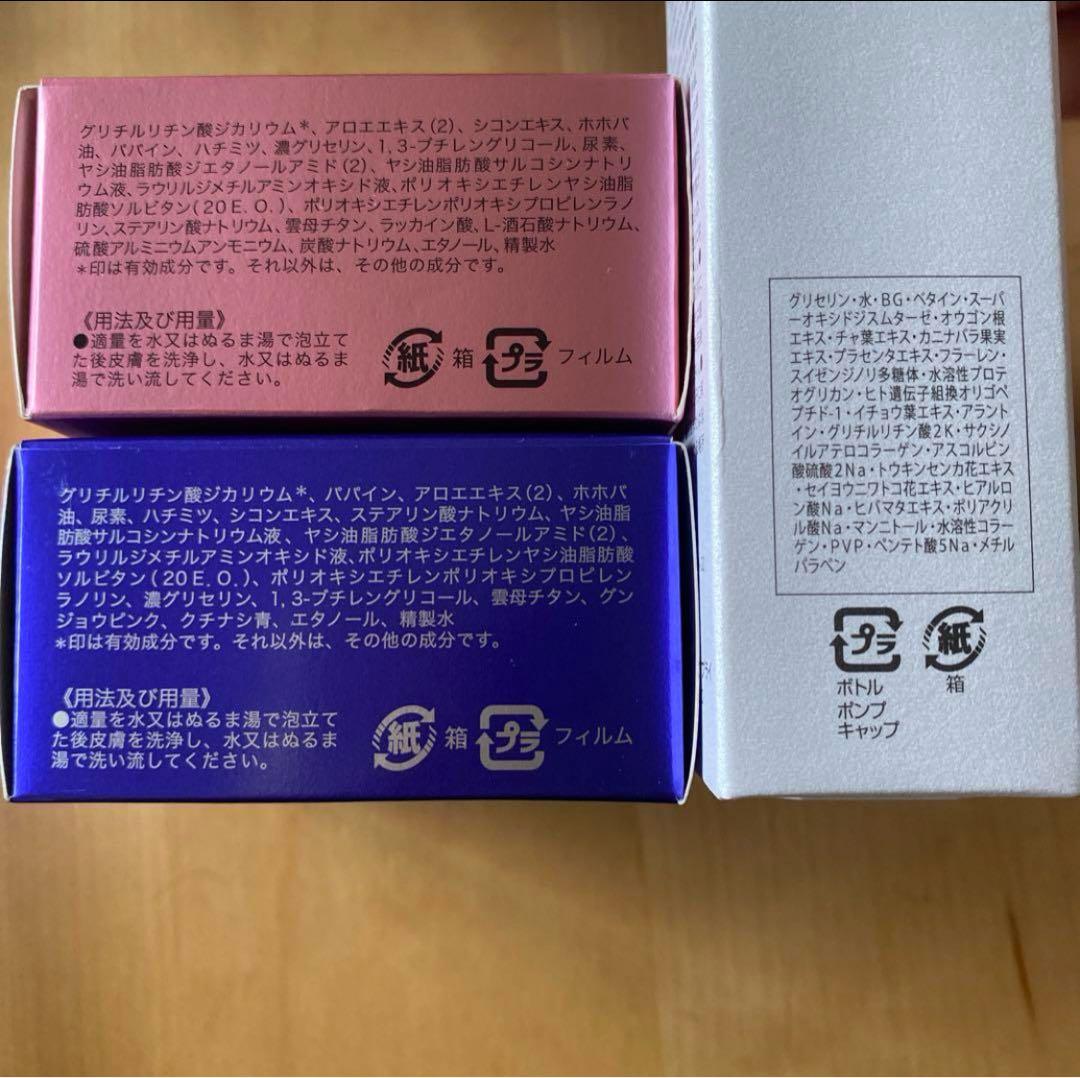 グリチルリチン酸ジカリウム*、アロエエキス(2)、シコンエキス、ホホバ
油、パパイン、ハチミツ、濃グリセリン、1,3-ブチレングリコール、尿素、
ヤシ油脂肪酸ジエタノールアミド(2)、ヤシ油脂肪酸サルコシンナトリ
ウム液、ラウリルジメチルアミンオキシド液、ポリオキシエチレンヤシ油脂
肪酸ソルビタン(20E.O.)、ポリオキシエチレンポリオキシプロピレンラノ
リン、ステアリン酸ナトリウム、雲母チタン、ラッカイン酸、L-酒石酸ナトリウム、
硫酸アルミニウムアンモニウム、炭酸ナトリウム、エタノール、精製水
*印は有効成分です。それ以外は、その他の成分です。
《用法及び用量》
●適量を水又はぬるま湯で泡立て
た後皮膚を洗浄し、水又はぬるま
湯で洗い流してください。
紙 箱 プラ フィルム
グリチルリチン酸ジカリウム*、パパイン、アロエエキス(2)、ホホバ
油、尿素、ハチミツ、シコンエキス、ステアリン酸ナトリウム、ヤシ油脂
肪酸サルコシンナトリウム液、ヤシ油脂肪酸ジエタノールアミド(2)、
ラウリルジメチルアミンオキシド液、ポリオキシエチレンヤシ油脂肪酸
ソルビタン(20E.O.)、ポリオキシエチレンポリオキシプロピレン
ラノリン、濃グリセリン、1,3-ブチレングリコール、雲母チタン、グン
ジョウピンク、クチナシ青、エタノール、精製水
*印は有効成分です。それ以外は、その他の成分です。
《用法及び用量》
●適量を水又はぬるま湯で泡立て
た後皮膚を洗浄し、水又はぬるま
湯で洗い流してください。
紙 箱 プラ フィルム
グリセリン・水・BG・ベタイン・スーパ
ーオキシドジスムターゼ・オウゴン根
エキス・チャ葉エキス・カニナバラ果実
エキス・プラセンタエキス・フラーレン・
スイゼンジノリ多糖体・水溶性プロテ
オグリカン・ヒト遺伝子組換オリゴペ
プチド-1・イチョウ葉エキス・アラント
イン・グリチルリチン酸2K・サクシノ
イルアテロコラーゲン・アスコルビン
酸硫酸2Na・トウキンセンカ花エキス
・セイヨウニワトコ花エキス・ヒアルロ
ン酸Na・ヒバマタエキス・ポリアクリ
ル酸Na・マンニトール・水溶性コラー
ゲン・PVP・ペンテト酸5Na・メチル
パラベン
プラ 紙
ボトル 箱
ポンプ
キャップ